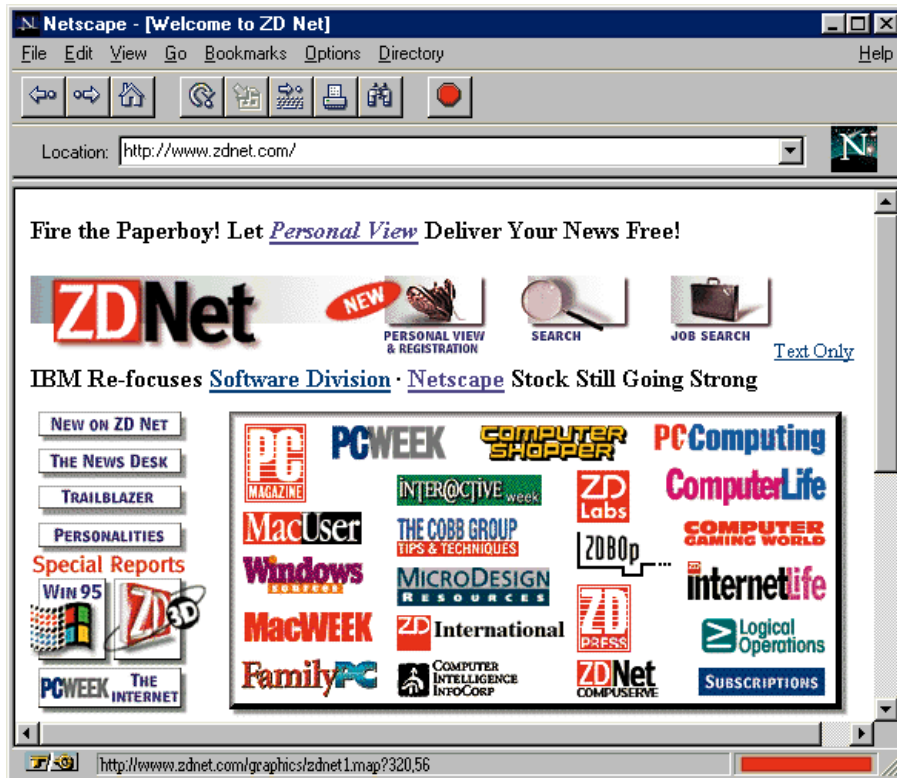 Netscape - [Welcome to ZD Net]
File Edit View Go Bookmarks Options Directory Help
Location: http://www.zdnet.com/
N
Fire the Paperboy! Let Personal View Deliver Your News Free!
ZDNet
NEW
PERSONAL VIEW
& REGISTRATION
SEARCH
JOB SEARCH
Text Only
IBM Re-focuses Software Division · Netscape Stock Still Going Strong
NEW ON ZD NET
THE NEWS DESK
TRAILBLAZER
PERSONALITIES
Special Reports
WIN 95
ZD 3D
PCWEEK THE INTERNET
PC MAGAZINE
PCWEEK
COMPUTER SHOPPER
PCComputing
INTER@CTIVE week
ZD Labs
ComputerLife
MacUser
THE COBB GROUP
TIPS & TECHNIQUES
COMPUTER GAMING WORLD
Windows sources
ZDBOp
MICRODESIGN RESOURCES
ZD internetlife
MacWEEK
ZD International
ZD PRESS
Logical Operations
FamilyPC
COMPUTER INTELLIGENCE INFOCORP
ZDNet COMPUSERVE
SUBSCRIPTIONS
http://www.zdnet.com/graphics/zdnet1.map?320,56